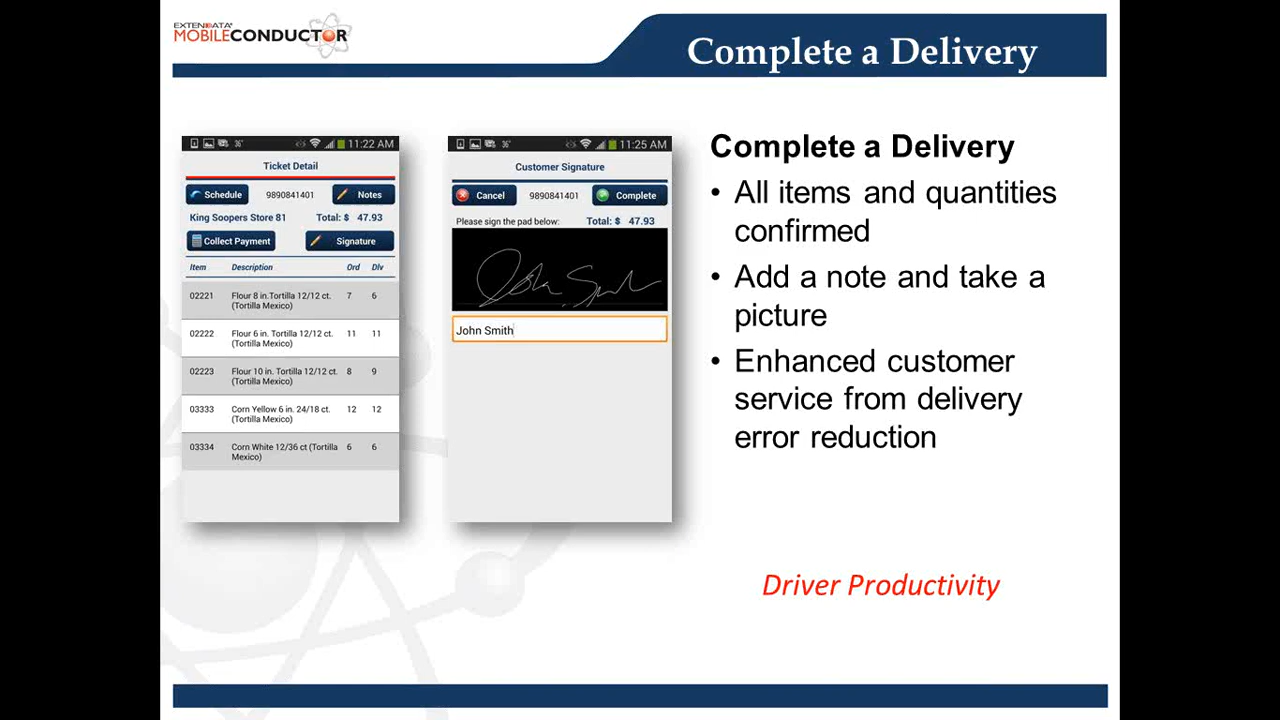 EXTENDATA®
MOBILECONDUCTOR
Complete a Delivery
11:22 AM
Ticket Detail
Schedule 9890841401 Notes
King Soopers Store 81 Total: $ 47.93
Collect Payment Signature
Item Description Ord Dlv
02221 Flour 8 in.Tortilla 12/12 ct. 7 6
(Tortilla Mexico)
02222 Flour 6 in. Tortilla 12/12 ct. 11 11
(Tortilla Mexico)
02223 Flour 10 in. Tortilla 12/12 ct. 8 9
(Tortilla Mexico)
03333 Corn Yellow 6 in. 24/18 ct. 12 12
(Tortilla Mexico)
03334 Corn White 12/36 ct (Tortilla 6 6
Mexico)
11:25 AM
Customer Signature
Cancel 9890841401 Complete
Please sign the pad below: Total: $ 47.93
John Smith
John Smith
Complete a Delivery
• All items and quantities
confirmed
• Add a note and take a
picture
• Enhanced customer
service from delivery
error reduction
Driver Productivity